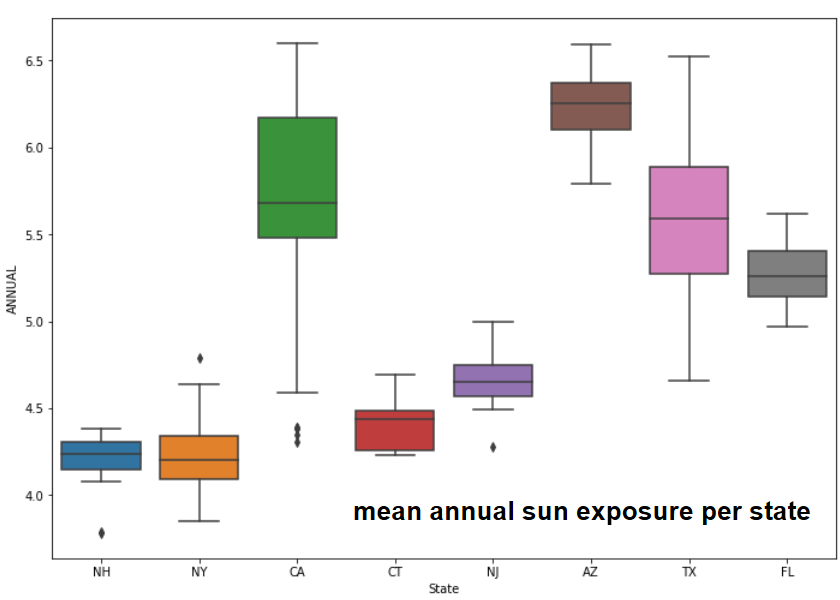 6.5
6.0
5.5
5.0
4.5
4.0
ANNUAL
mean annual sun exposure per state
NH NY CA CT NJ AZ TX FL
State